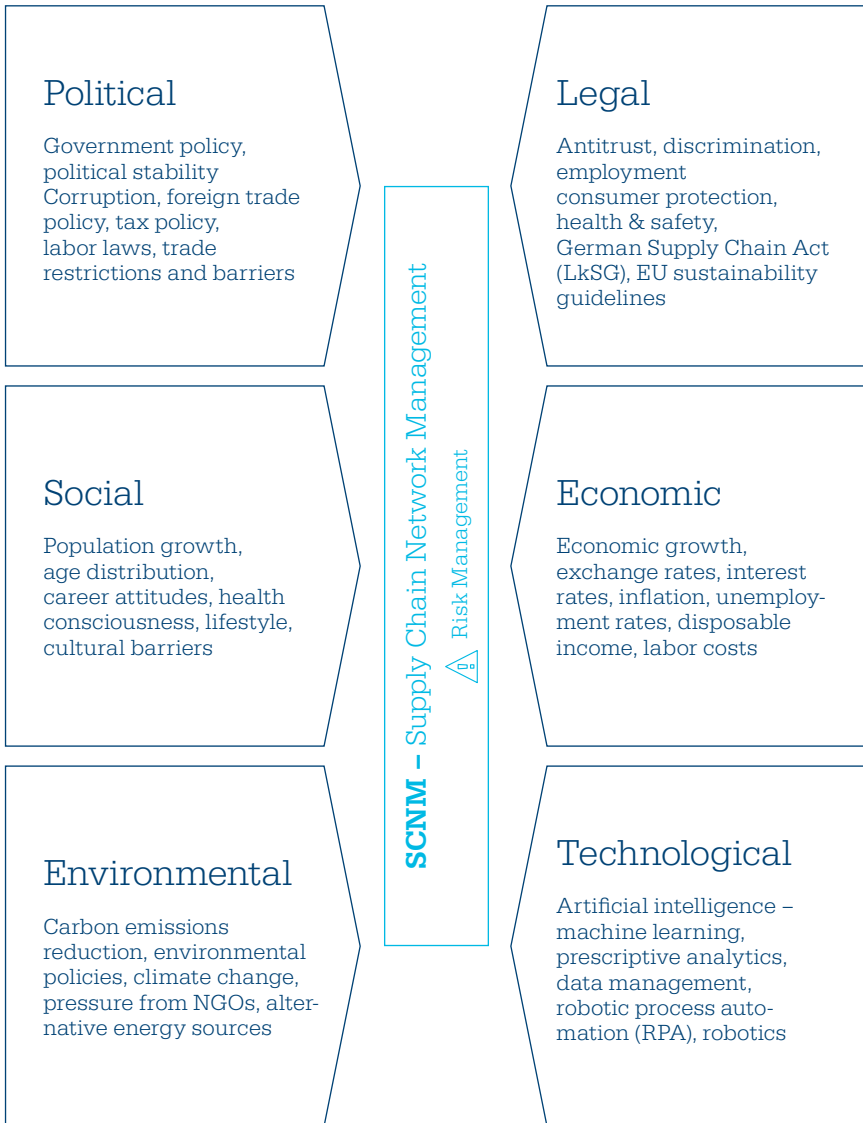 Political
Government policy,
political stability
Corruption, foreign trade
policy, tax policy,
labor laws, trade
restrictions and barriers
Legal
Antitrust, discrimination,
employment
consumer protection,
health & safety,
German Supply Chain Act
(LkSG), EU sustainability
guidelines
SCNM – Supply Chain Network Management
Risk Management
Social
Population growth,
age distribution,
career attitudes, health
consciousness, lifestyle,
cultural barriers
Economic
Economic growth,
exchange rates, interest
rates, inflation, unemploy-
ment rates, disposable
income, labor costs
Environmental
Carbon emissions
reduction, environmental
policies, climate change,
pressure from NGOs, alter-
native energy sources
Technological
Artificial intelligence –
machine learning,
prescriptive analytics,
data management,
robotic process auto-
mation (RPA), robotics